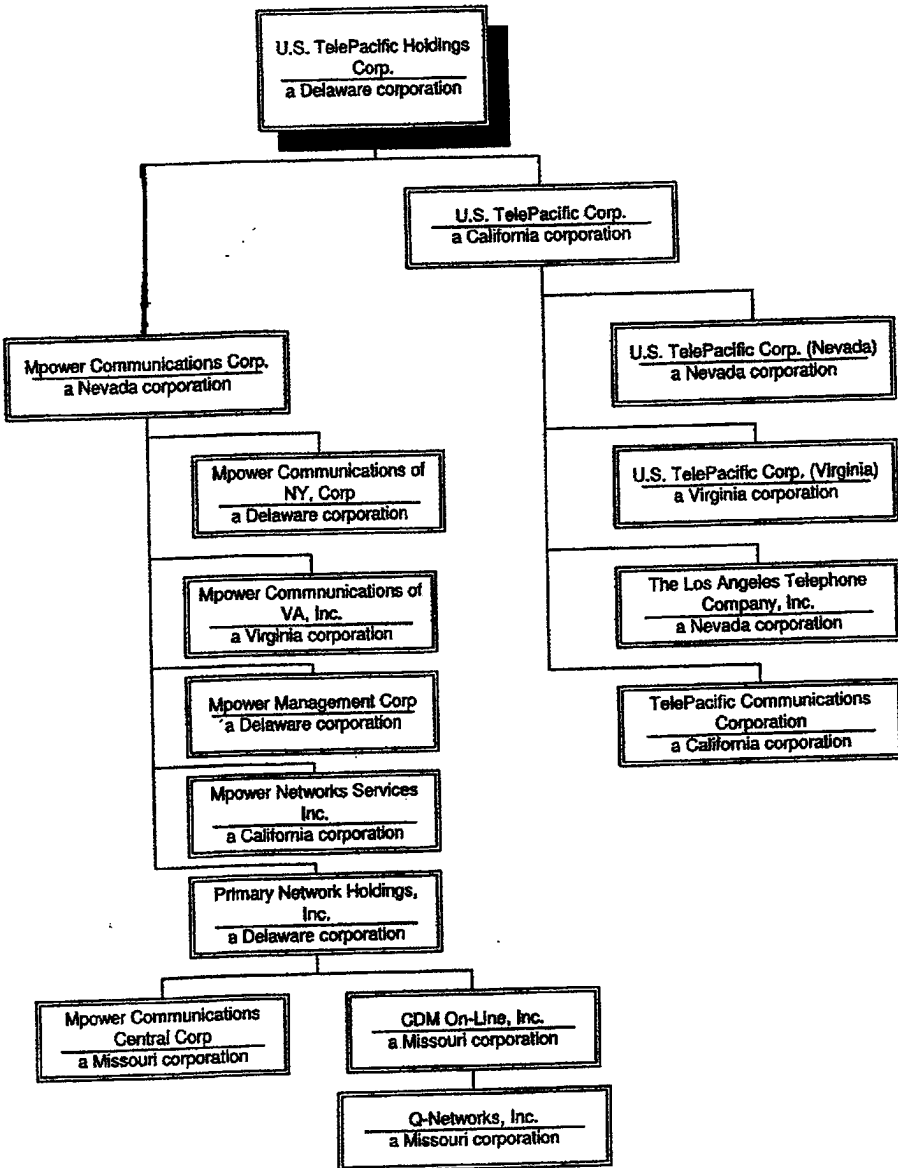 U.S. TelePacific Holdings
Corp.
a Delaware corporation
U.S. TelePacific Corp.
a California corporation
Mpower Communications Corp.
a Nevada corporation
U.S. TelePacific Corp. (Nevada)
a Nevada corporation
Mpower Communications of
NY, Corp
a Delaware corporation
U.S. TelePacific Corp. (Virginia)
a Virginia corporation
Mpower Commnunications of
VA, Inc.
a Virginia corporation
The Los Angeles Telephone
Company, Inc.
a Nevada corporation
Mpower Management Corp
a Delaware corporation
TelePacific Communications
Corporation
a California corporation
Mpower Networks Services
Inc.
a California corporation
Primary Network Holdings,
Inc.
a Delaware corporation
Mpower Communications
Central Corp
a Missouri corporation
CDM On-Line, Inc.
a Missouri corporation
Q-Networks, Inc.
a Missouri corporation